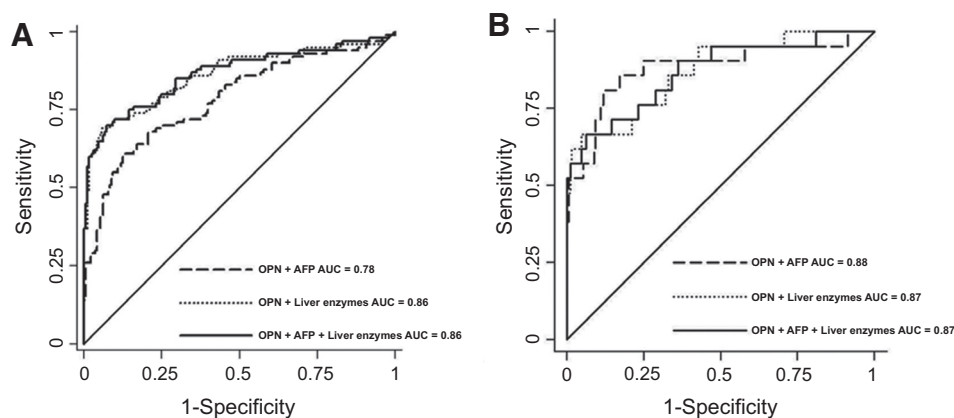 A
Sensitivity
1
0.75
0.5
0.25
0
OPN + AFP AUC = 0.78
OPN + Liver enzymes AUC = 0.86
OPN + AFP + Liver enzymes AUC = 0.86
0 0.25 0.5 0.75 1
1-Specificity
B
Sensitivity
1
0.75
0.5
0.25
0
OPN + AFP AUC = 0.88
OPN + Liver enzymes AUC = 0.87
OPN + AFP + Liver enzymes AUC = 0.87
0 0.25 0.5 0.75 1
1-Specificity